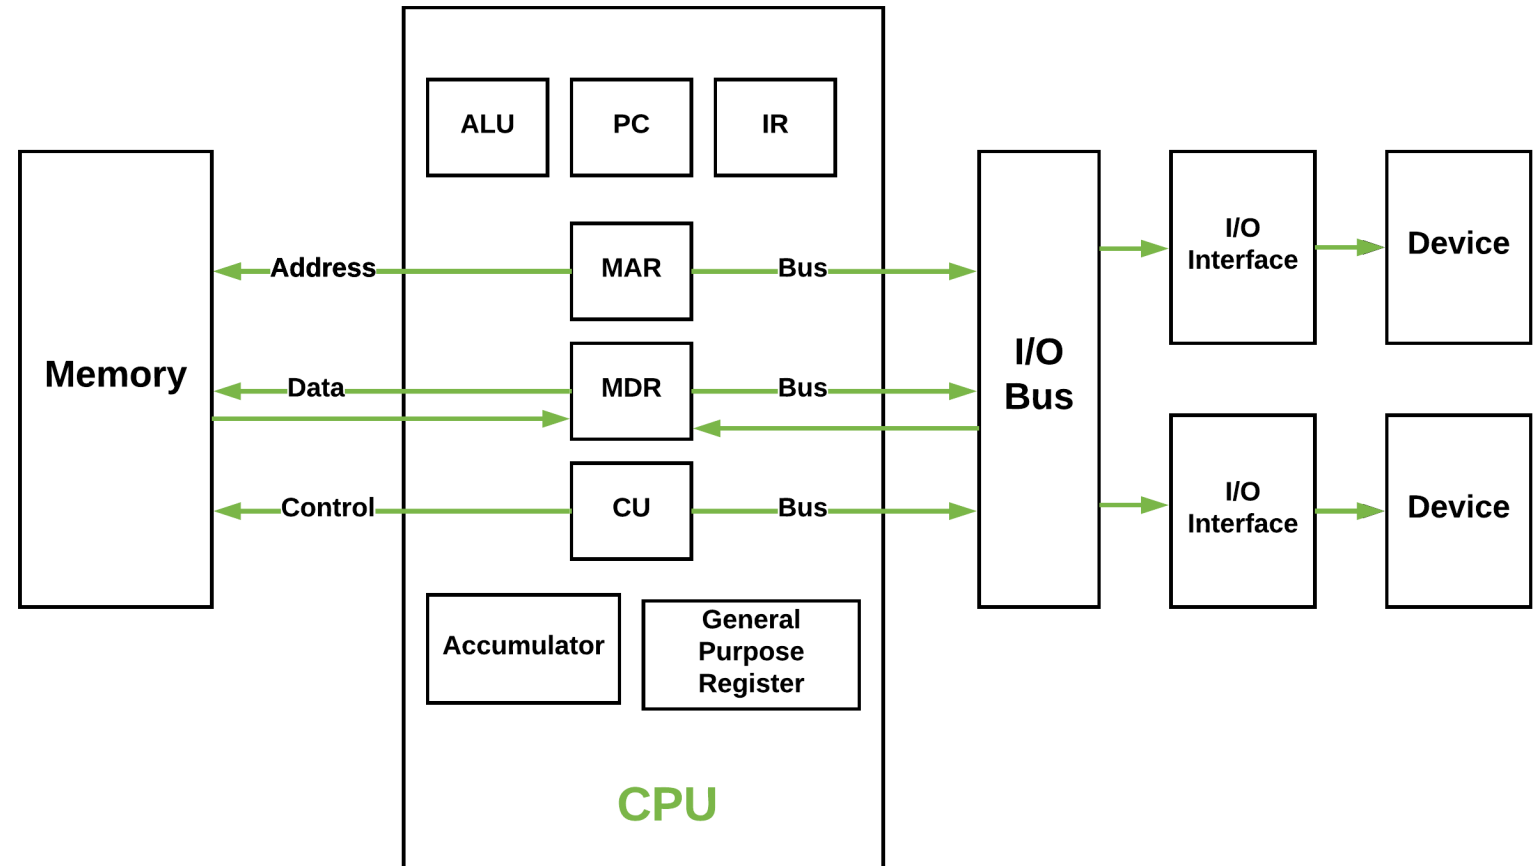 ALU
PC
IR
Memory
Address
MAR
Bus
Data
MDR
Bus
Control
CU
Bus
Accumulator
General
Purpose
Register
CPU
I/O
Bus
I/O
Interface
Device
I/O
Interface
Device